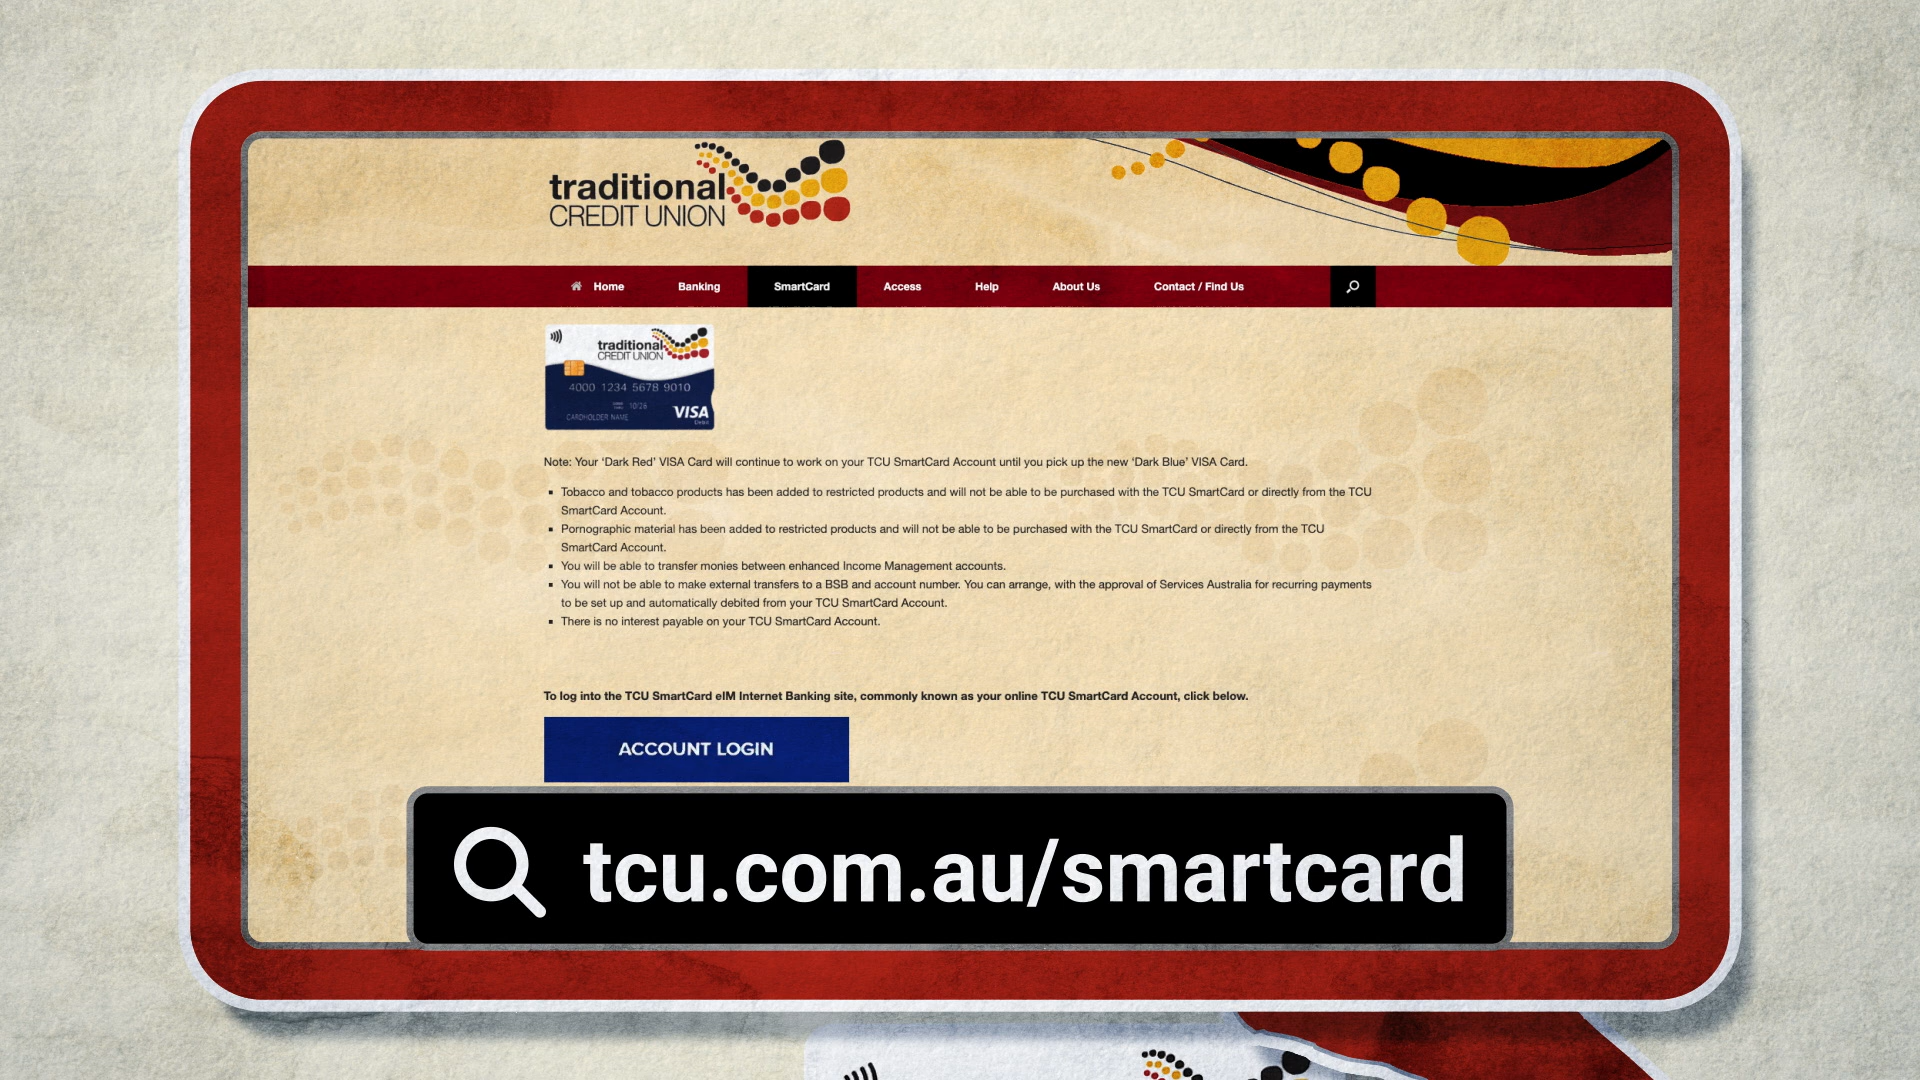 traditional
CREDIT UNION
Home Banking SmartCard Access Help About Us Contact / Find Us
traditional
CREDIT UNION
4000 1234 5678 9010
10/28
CARDHOLDER NAME
VISA
Debit
Note: Your ‘Dark Red’ VISA Card will continue to work on your TCU SmartCard Account until you pick up the new ‘Dark Blue’ VISA Card.
▪ Tobacco and tobacco products has been added to restricted products and will not be able to be purchased with the TCU SmartCard or directly from the TCU
SmartCard Account.
▪ Pornographic material has been added to restricted products and will not be able to be purchased with the TCU SmartCard or directly from the TCU
SmartCard Account.
▪ You will be able to transfer monies between enhanced Income Management accounts.
▪ You will not be able to make external transfers to a BSB and account number. You can arrange, with the approval of Services Australia for recurring payments
to be set up and automatically debited from your TCU SmartCard Account.
▪ There is no interest payable on your TCU SmartCard Account.
To log into the TCU SmartCard eIM Internet Banking site, commonly known as your online TCU SmartCard Account, click below.
ACCOUNT LOGIN
tcu.com.au/smartcard